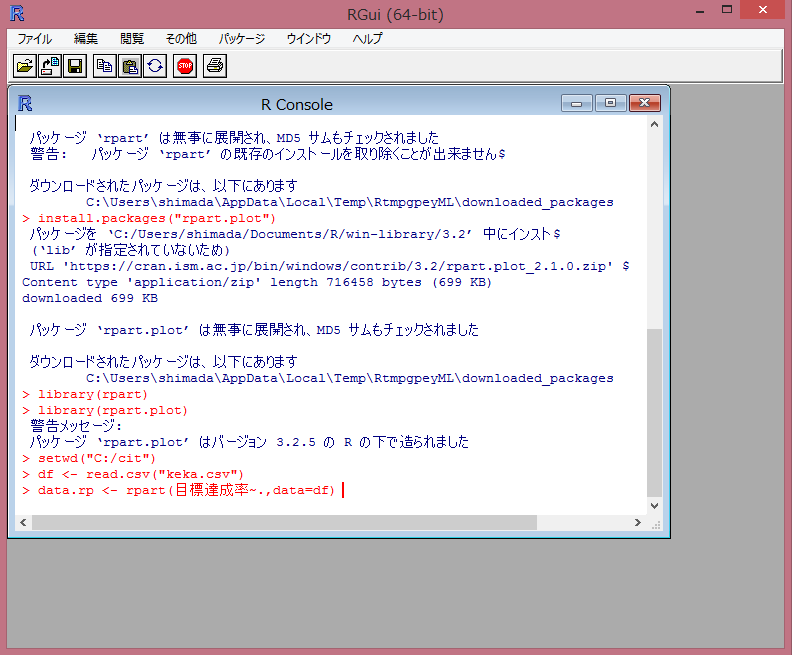 RGui (64-bit)
ファイル 編集 閲覧 その他 パッケージ ウインドウ ヘルプ
STOP
R Console
パッケージ ‘rpart’ は無事に展開され、MD5 サムもチェックされました
警告: パッケージ ‘rpart’ の既存のインストールを取り除くことが出来ません$
ダウンロードされたパッケージは、以下にあります
C:\Users\shimada\AppData\Local\Temp\RtmpgpeyML\downloaded_packages
> install.packages("rpart.plot")
パッケージを ‘C:/Users/shimada/Documents/R/win-library/3.2’ 中にインスト$
(‘lib’ が指定されていないため)
URL 'https://cran.ism.ac.jp/bin/windows/contrib/3.2/rpart.plot_2.1.0.zip' $
Content type 'application/zip' length 716458 bytes (699 KB)
downloaded 699 KB
パッケージ ‘rpart.plot’ は無事に展開され、MD5 サムもチェックされました
ダウンロードされたパッケージは、以下にあります
C:\Users\shimada\AppData\Local\Temp\RtmpgpeyML\downloaded_packages
> library(rpart)
> library(rpart.plot)
警告メッセージ:
パッケージ ‘rpart.plot’ はバージョン 3.2.5 の R の下で造られました
> setwd("C:/cit")
> df <- read.csv("keka.csv")
> data.rp <- rpart(目標達成率~.,data=df)